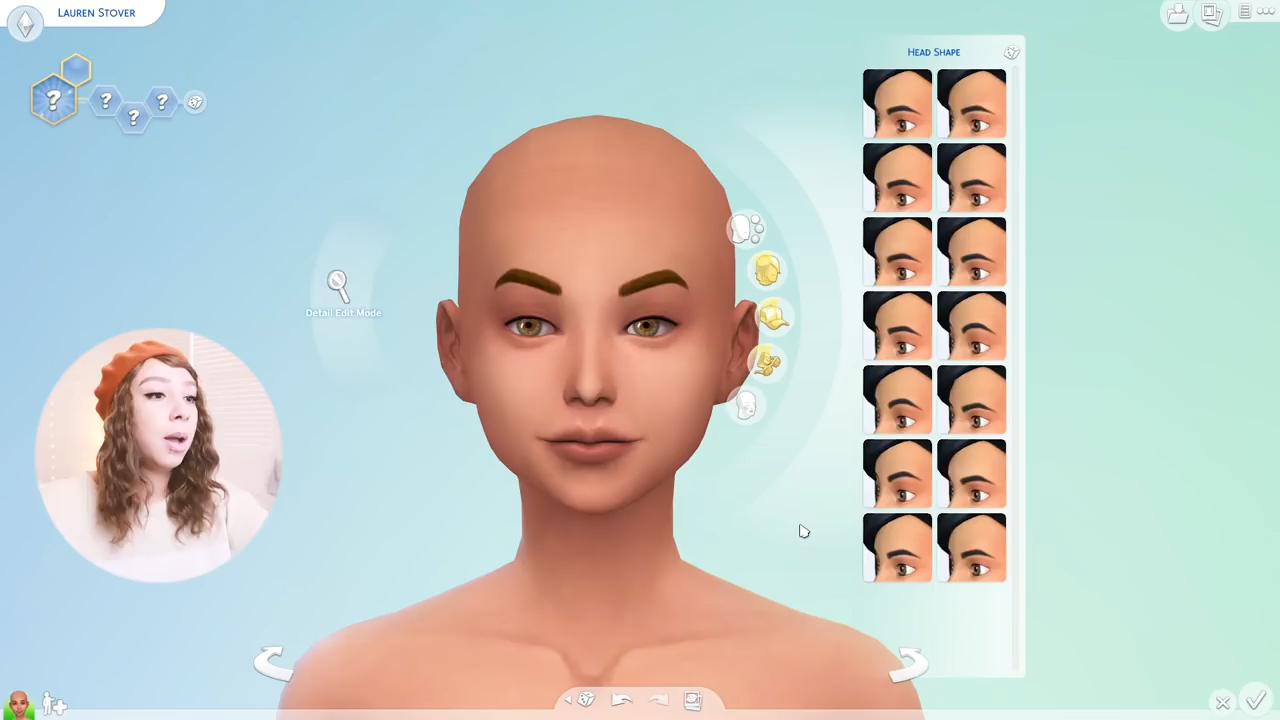 LAUREN STOVER
?
? ? ?
HEAD SHAPE
Detail Edit Mode